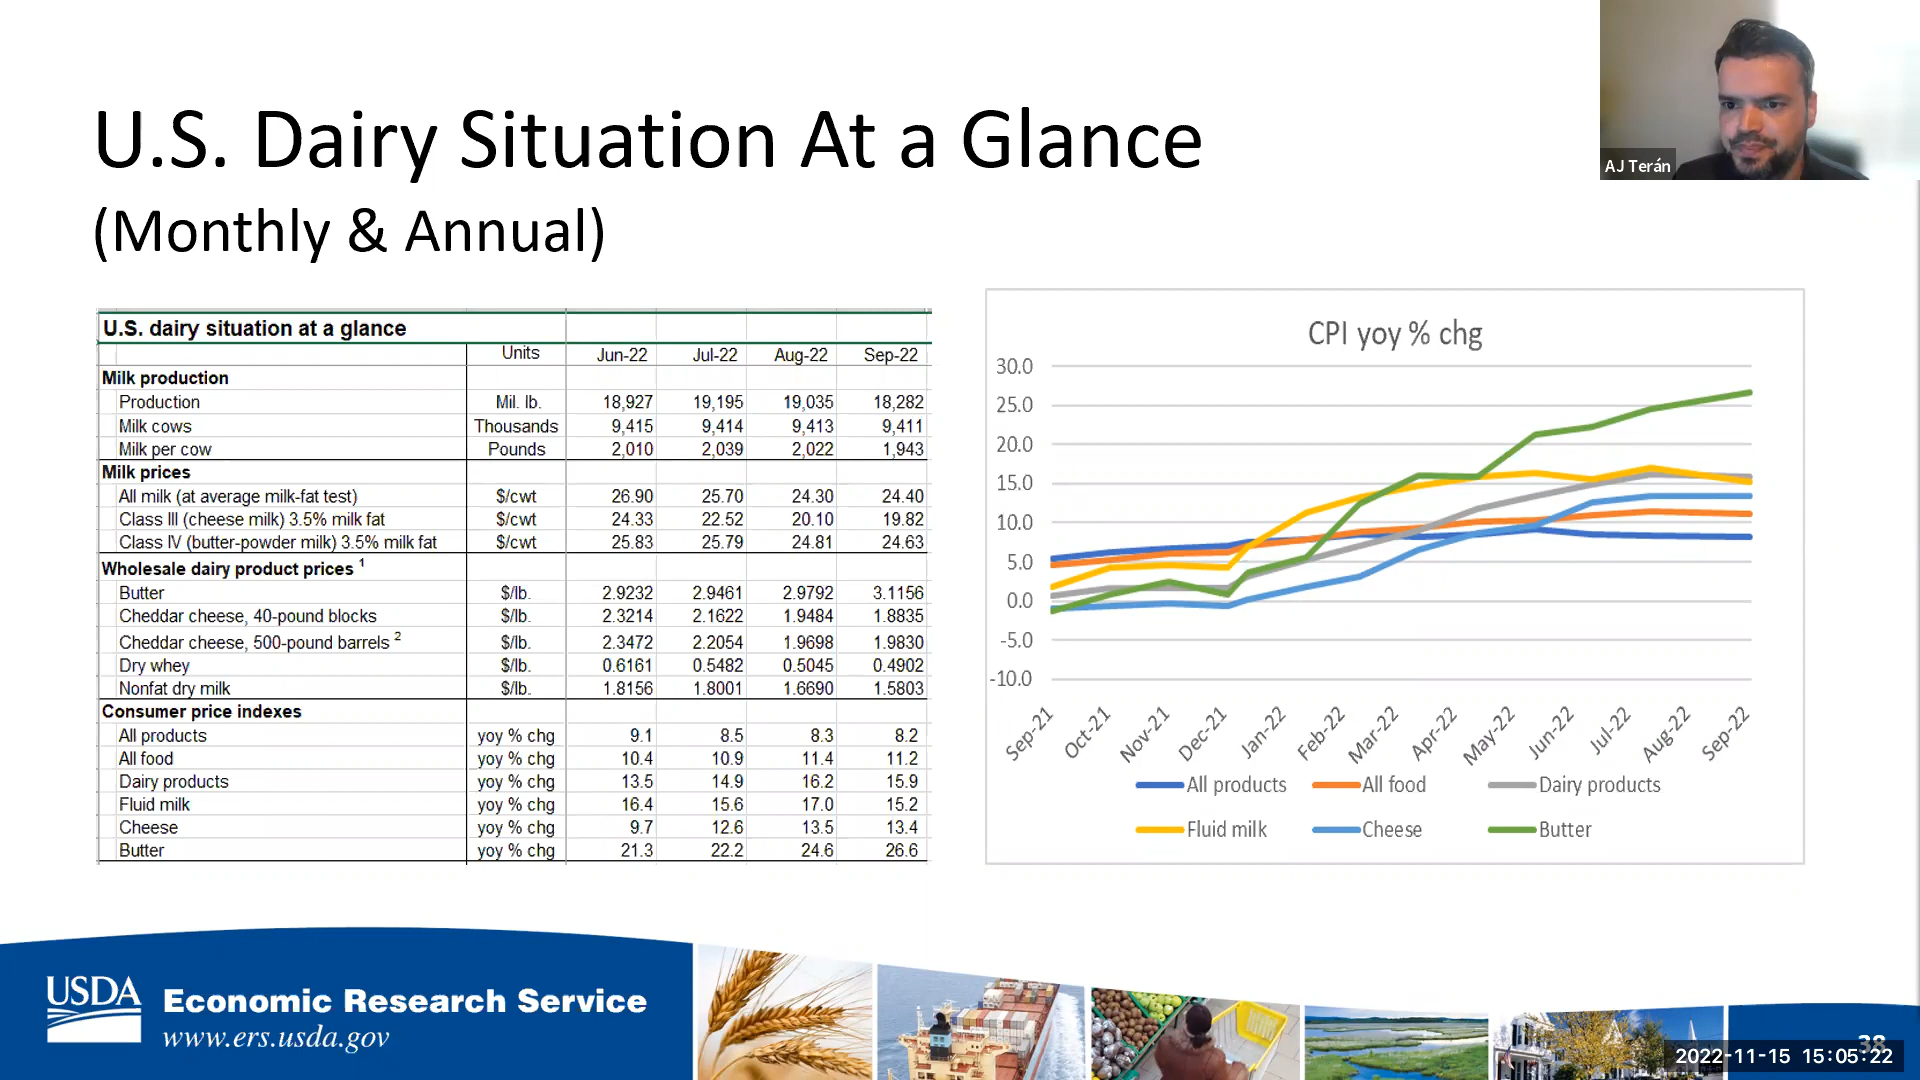 U.S. Dairy Situation At a Glance
(Monthly & Annual)
AJ Terán
U.S. dairy situation at a glance
Units Jun-22 Jul-22 Aug-22 Sep-22
Milk production
Production Mil. lb. 18,927 19,195 19,035 18,282
Milk cows Thousands 9,415 9,414 9,413 9,411
Milk per cow Pounds 2,010 2,039 2,022 1,943
Milk prices
All milk (at average milk-fat test) $/cwt 26.90 25.70 24.30 24.40
Class III (cheese milk) 3.5% milk fat $/cwt 24.33 22.52 20.10 19.82
Class IV (butter-powder milk) 3.5% milk fat $/cwt 25.83 25.79 24.81 24.63
Wholesale dairy product prices 1
Butter $/lb. 2.9232 2.9461 2.9792 3.1156
Cheddar cheese, 40-pound blocks $/lb. 2.3214 2.1622 1.9484 1.8835
Cheddar cheese, 500-pound barrels 2 $/lb. 2.3472 2.2054 1.9698 1.9830
Dry whey $/lb. 0.6161 0.5482 0.5045 0.4902
Nonfat dry milk $/lb. 1.8156 1.8001 1.6690 1.5803
Consumer price indexes
All products yoy % chg 9.1 8.5 8.3 8.2
All food yoy % chg 10.4 10.9 11.4 11.2
Dairy products yoy % chg 13.5 14.9 16.2 15.9
Fluid milk yoy % chg 16.4 15.6 17.0 15.2
Cheese yoy % chg 9.7 12.6 13.5 13.4
Butter yoy % chg 21.3 22.2 24.6 26.6
CPI yoy % chg
30.0
25.0
20.0
15.0
10.0
5.0
0.0
-5.0
-10.0
Sep-21 Oct-21 Nov-21 Dec-21 Jan-22 Feb-22 Mar-22 Apr-22 May-22 Jun-22 Jul-22 Aug-22 Sep-22
All products All food Dairy products
Fluid milk Cheese Butter
USDA
Economic Research Service
www.ers.usda.gov
38
2022-11-15 15:05:22